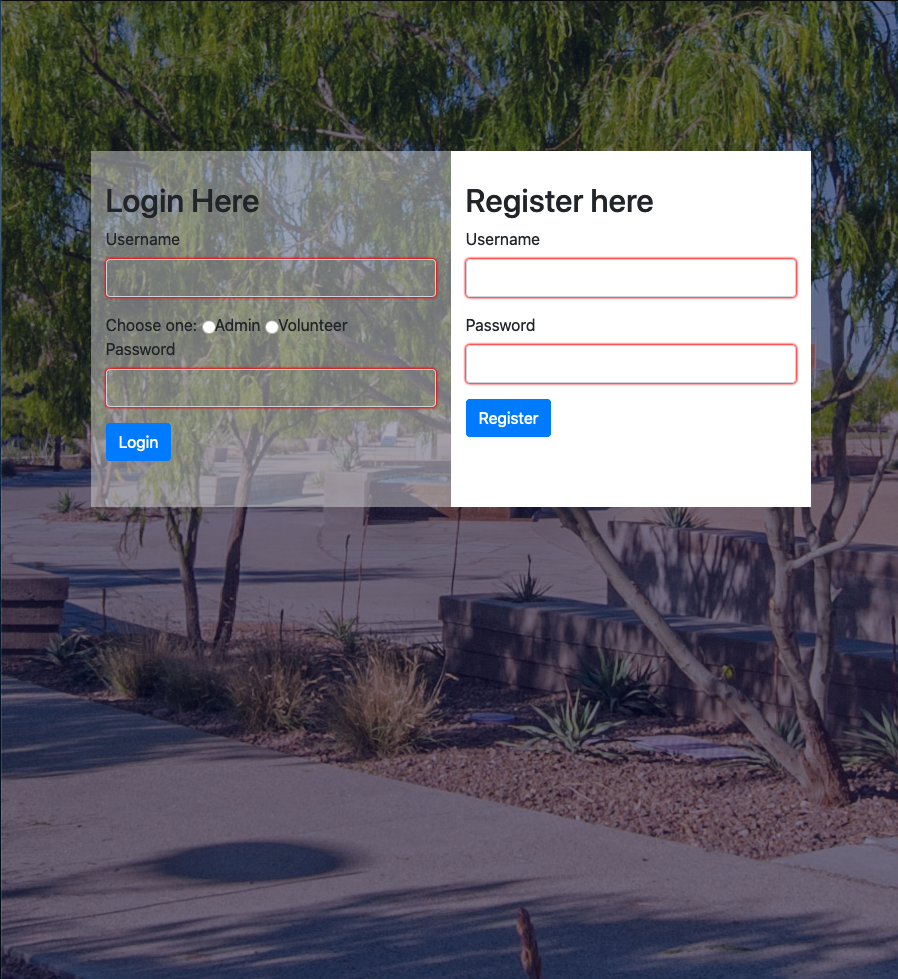 Login Here
Username
Choose one: Admin Volunteer
Password
Login
Register here
Username
Password
Register